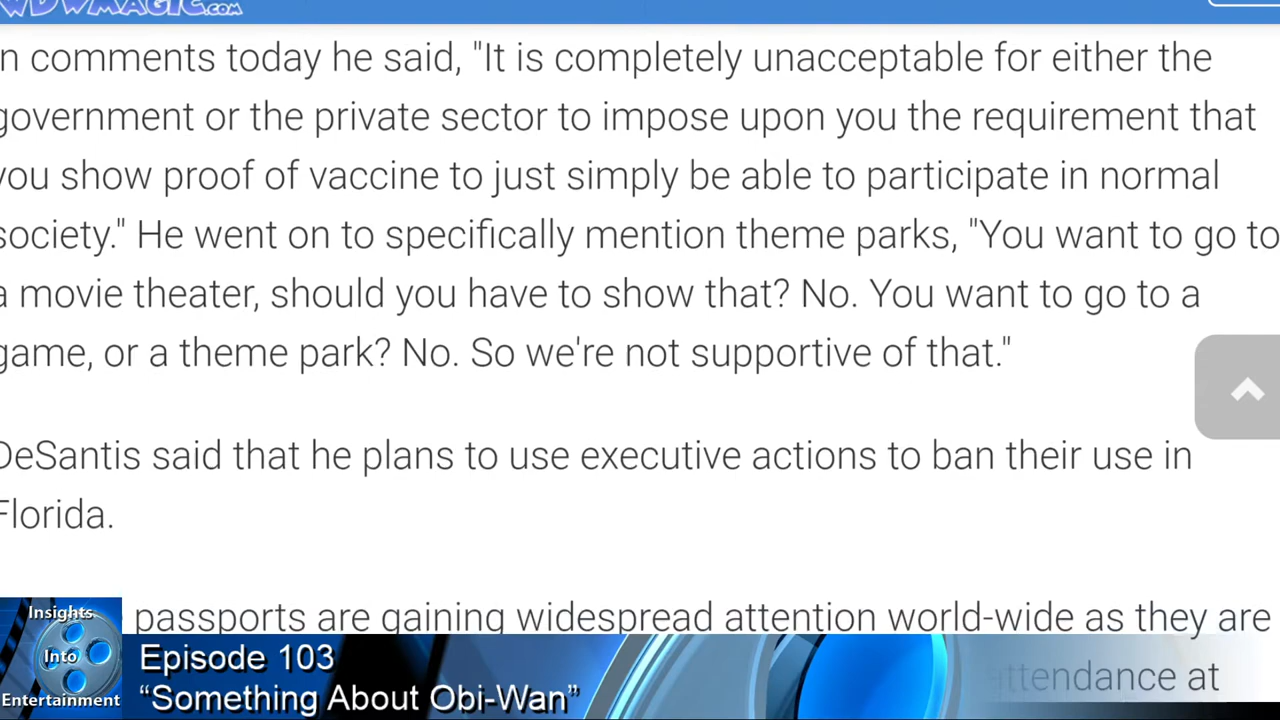 WDWMAGIC.COM
n comments today he said, "It is completely unacceptable for either the
government or the private sector to impose upon you the requirement that
you show proof of vaccine to just simply be able to participate in normal
society." He went on to specifically mention theme parks, "You want to go to
a movie theater, should you have to show that? No. You want to go to a
game, or a theme park? No. So we're not supportive of that."
DeSantis said that he plans to use executive actions to ban their use in
Florida.
passports are gaining widespread attention world-wide as they are
attendance at
Insights
Into
Entertainment
Episode 103
“Something About Obi-Wan”